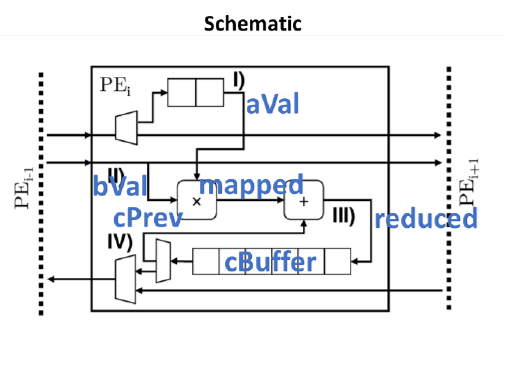 Schematic
PEi
I)
aVal
PEi-1
II)
bVal
mapped
×
+
PEi+1
cPrev
III)
reduced
IV)
cBuffer